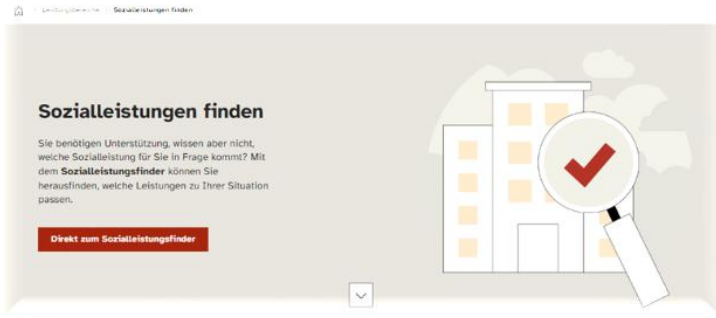 Leistungsbereiche Sozialleistungen finden
Sozialleistungen finden
Sie benötigen Unterstützung, wissen aber nicht,
welche Sozialleistung für Sie in Frage kommt? Mit
dem Sozialleistungsfinder können Sie
herausfinden, welche Leistungen zu Ihrer Situation
passen.
Direkt zum Sozialleistungsfinder